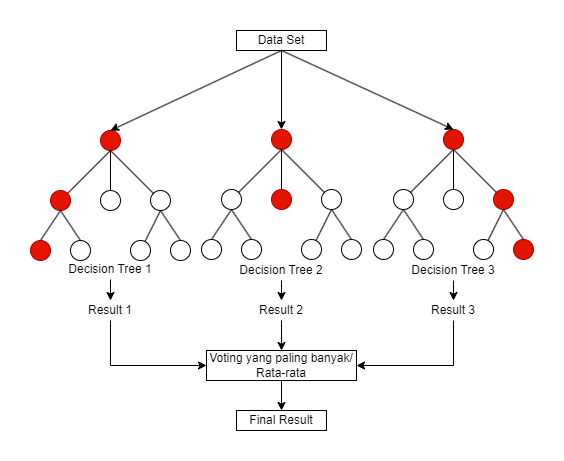 Data Set
Decision Tree 1
Decision Tree 2
Decision Tree 3
Result 1
Result 2
Result 3
Voting yang paling banyak/
Rata-rata
Final Result